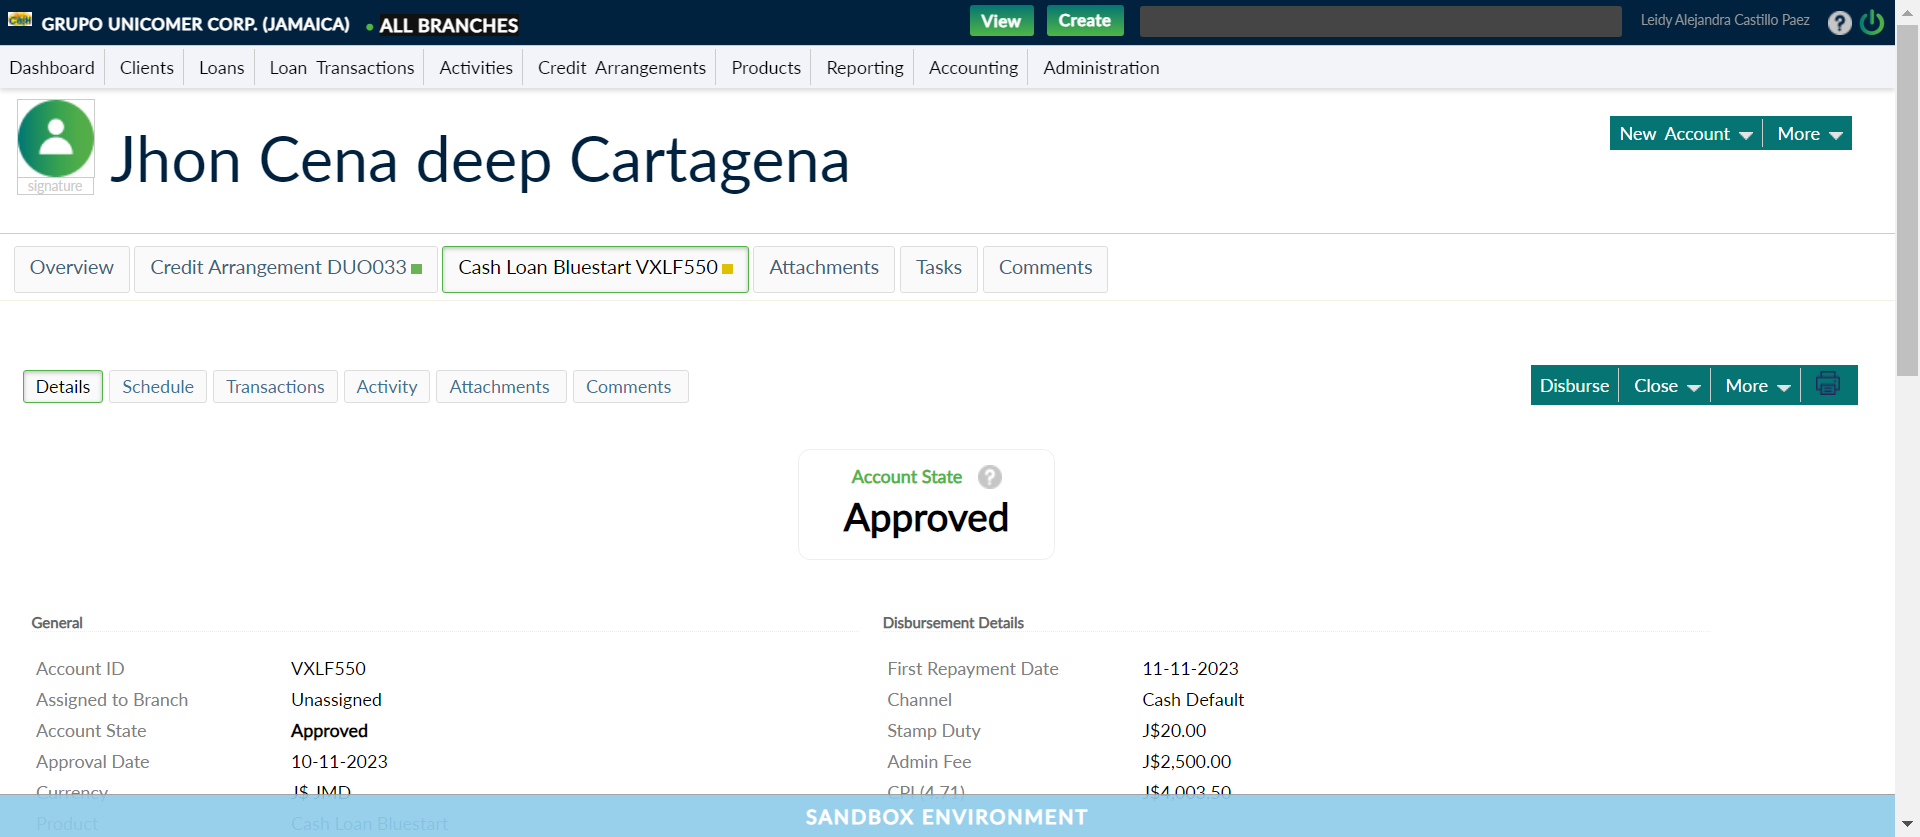 GRUPO UNICOMER CORP. (JAMAICA) ALL BRANCHES View Create Leidy Alejandra Castillo Paez ?
Dashboard Clients Loans Loan Transactions Activities Credit Arrangements Products Reporting Accounting Administration
signature
Jhon Cena deep Cartagena
New Account More
Overview Credit Arrangement DUO033 Cash Loan Bluestart VXLF550 Attachments Tasks Comments
Details Schedule Transactions Activity Attachments Comments
Disburse Close More
Account State ?
Approved
General
Account ID VXLF550
Assigned to Branch Unassigned
Account State Approved
Approval Date 10-11-2023
Currency J$ JMD
Product Cash Loan Bluestart
Disbursement Details
First Repayment Date 11-11-2023
Channel Cash Default
Stamp Duty J$20.00
Admin Fee J$2,500.00
CPI (4.71) J$4,003.50
SANDBOX ENVIRONMENT